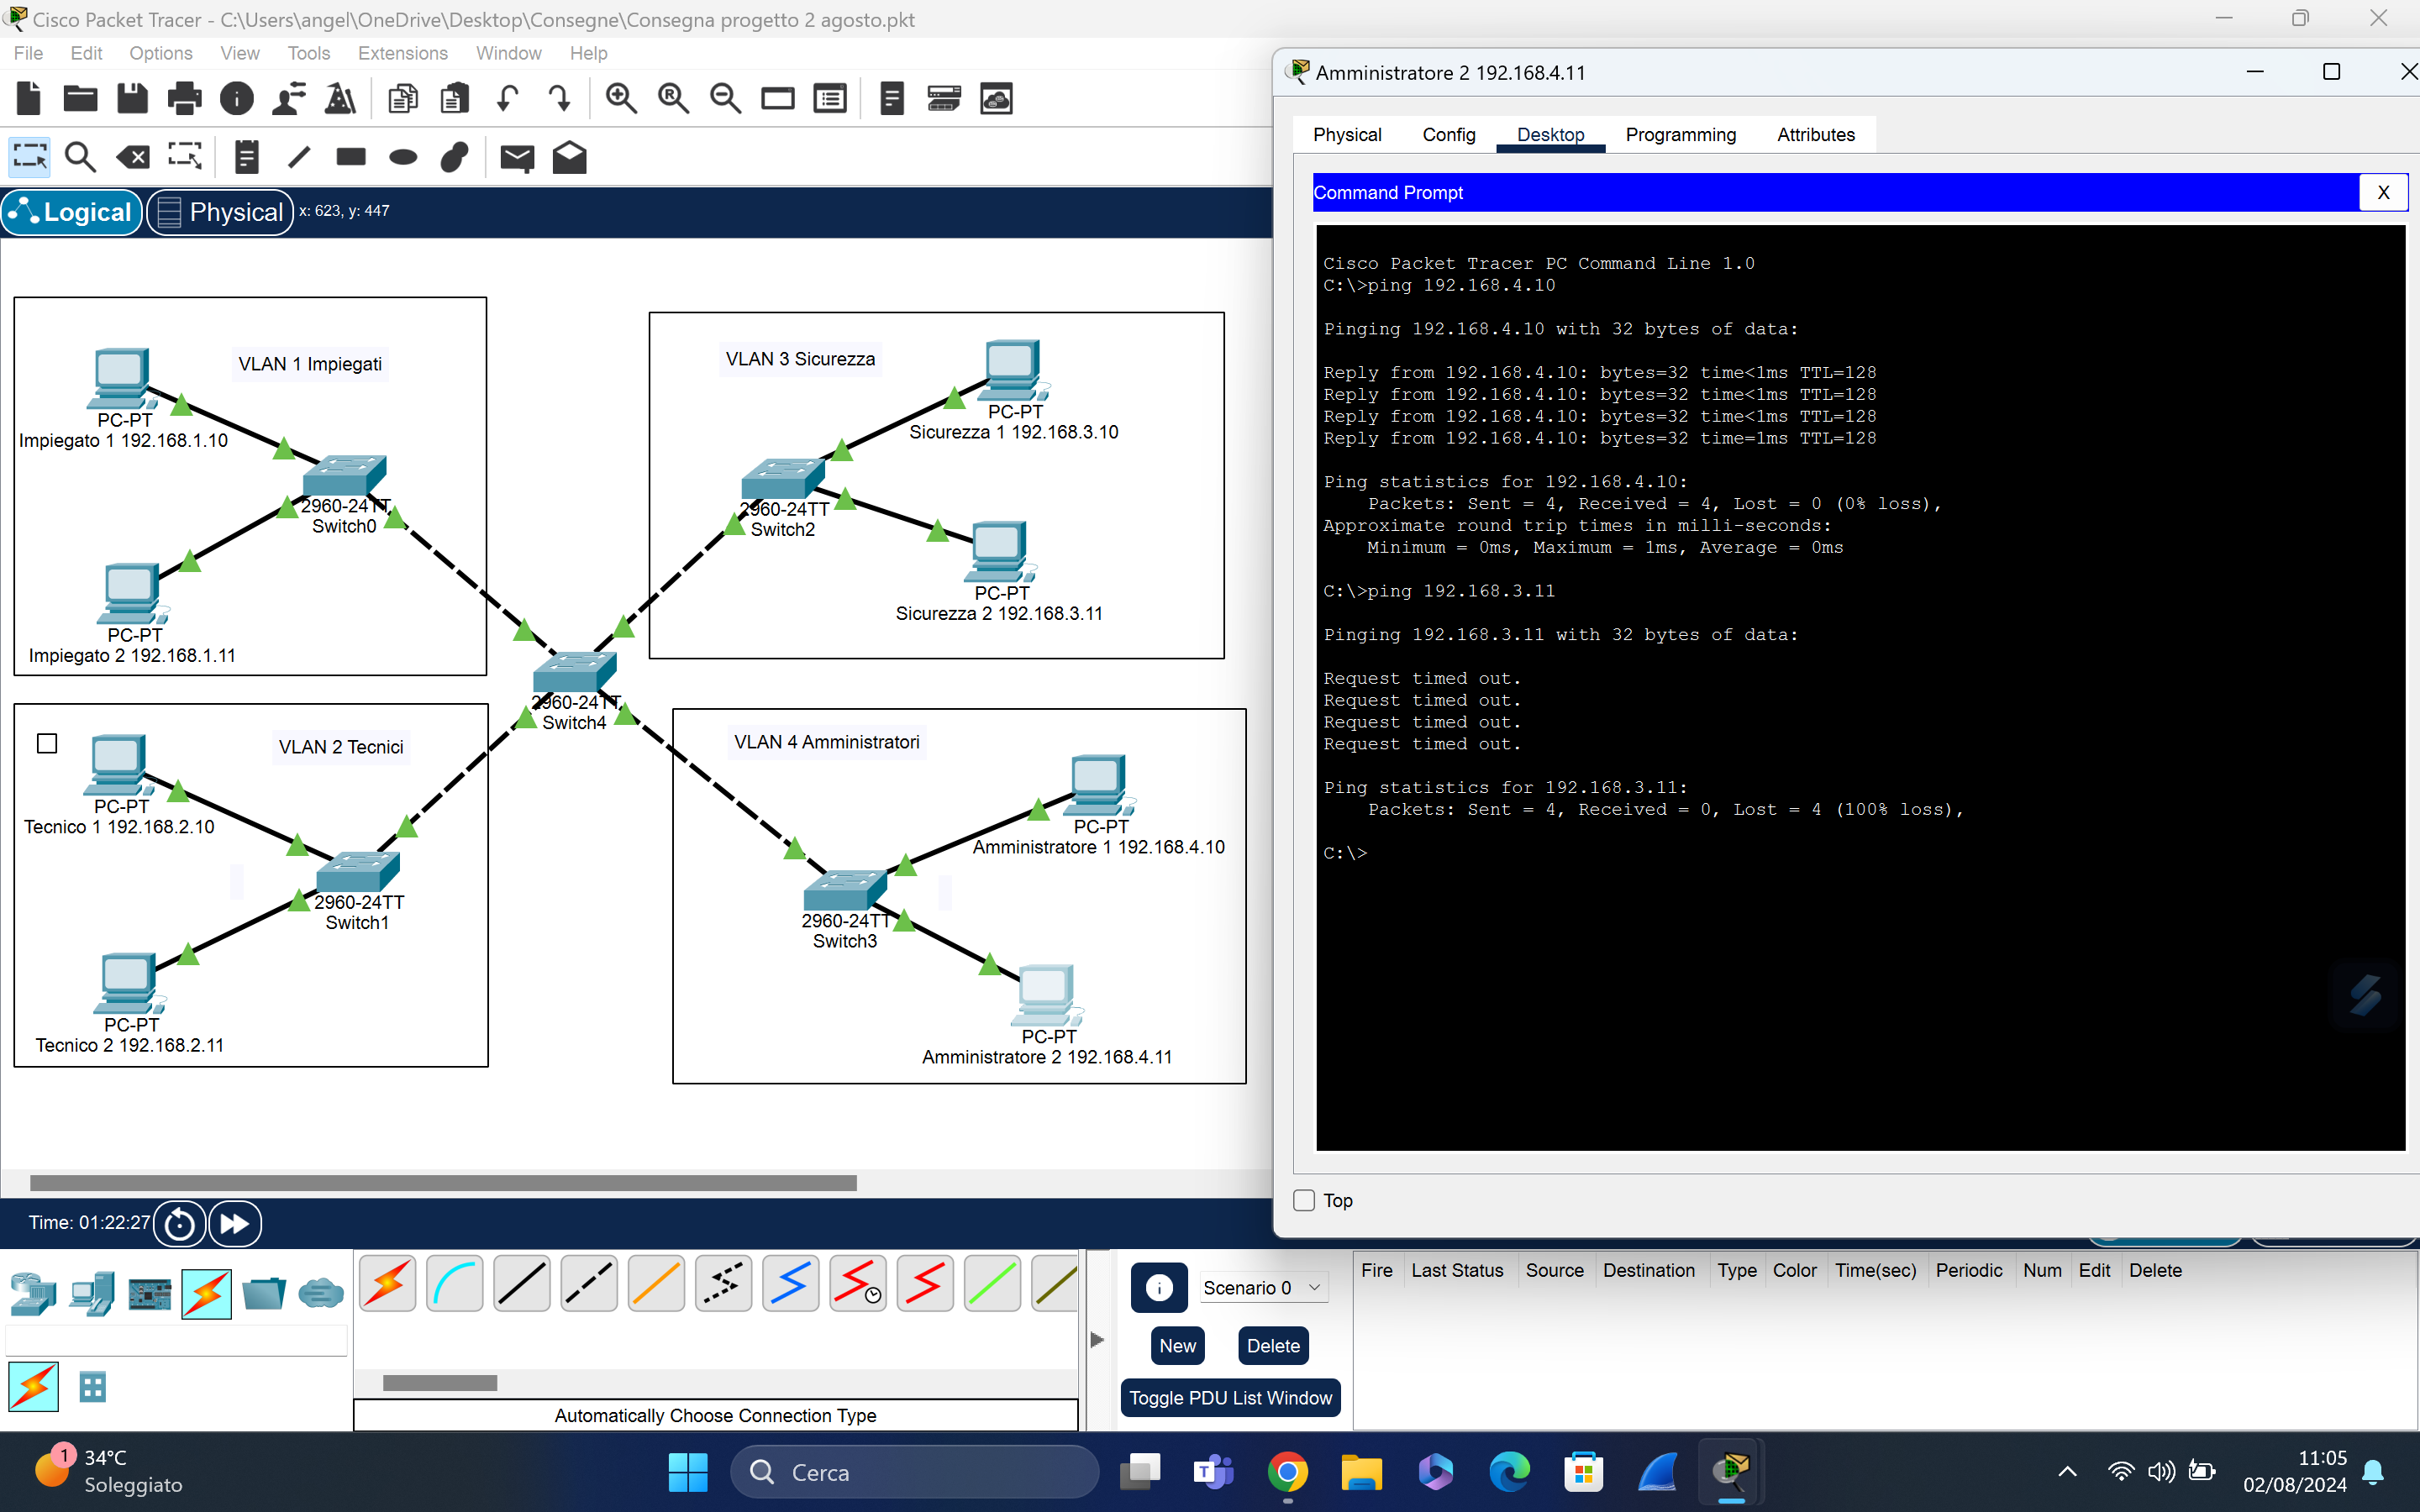 Cisco Packet Tracer - C:\Users\angel\OneDrive\Desktop\Consegne\Consegna progetto 2 agosto.pkt
File Edit Options View Tools Extensions Window Help
Logical Physical x: 623, y: 447
VLAN 1 Impiegati
PC-PT
Impiegato 1 192.168.1.10
2960-24TT
Switch0
PC-PT
Impiegato 2 192.168.1.11
VLAN 3 Sicurezza
PC-PT
Sicurezza 1 192.168.3.10
2960-24TT
Switch2
PC-PT
Sicurezza 2 192.168.3.11
2960-24TT
Switch4
VLAN 2 Tecnici
PC-PT
Tecnico 1 192.168.2.10
2960-24TT
Switch1
PC-PT
Tecnico 2 192.168.2.11
VLAN 4 Amministratori
PC-PT
Amministratore 1 192.168.4.10
2960-24TT
Switch3
PC-PT
Amministratore 2 192.168.4.11
Amministratore 2 192.168.4.11
Physical Config Desktop Programming Attributes
Command Prompt X
Cisco Packet Tracer PC Command Line 1.0
C:\>ping 192.168.4.10
Pinging 192.168.4.10 with 32 bytes of data:
Reply from 192.168.4.10: bytes=32 time<1ms TTL=128
Reply from 192.168.4.10: bytes=32 time<1ms TTL=128
Reply from 192.168.4.10: bytes=32 time<1ms TTL=128
Reply from 192.168.4.10: bytes=32 time=1ms TTL=128
Ping statistics for 192.168.4.10:
Packets: Sent = 4, Received = 4, Lost = 0 (0% loss),
Approximate round trip times in milli-seconds:
Minimum = 0ms, Maximum = 1ms, Average = 0ms
C:\>ping 192.168.3.11
Pinging 192.168.3.11 with 32 bytes of data:
Request timed out.
Request timed out.
Request timed out.
Request timed out.
Ping statistics for 192.168.3.11:
Packets: Sent = 4, Received = 0, Lost = 4 (100% loss),
C:\>
Top
Time: 01:22:27
Automatically Choose Connection Type
Scenario 0
New Delete
Toggle PDU List Window
Fire Last Status Source Destination Type Color Time(sec) Periodic Num Edit Delete
1
34°C
Soleggiato
Cerca
11:05
02/08/2024